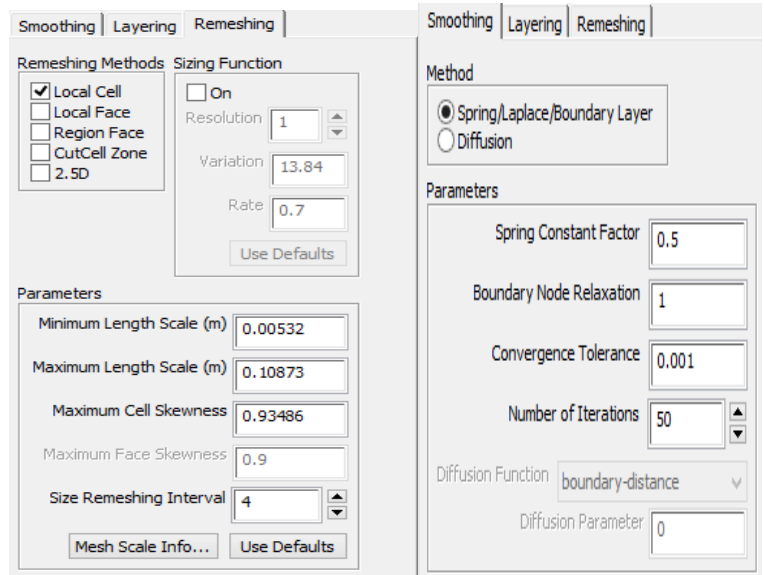 Smoothing Layering Remeshing
Remeshing Methods
Local Cell
Local Face
Region Face
CutCell Zone
2.5D
Sizing Function
On
Resolution 1
Variation 13.84
Rate 0.7
Use Defaults
Parameters
Minimum Length Scale (m) 0.00532
Maximum Length Scale (m) 0.10873
Maximum Cell Skewness 0.93486
Maximum Face Skewness 0.9
Size Remeshing Interval 4
Mesh Scale Info... Use Defaults
Smoothing Layering Remeshing
Method
Spring/Laplace/Boundary Layer
Diffusion
Parameters
Spring Constant Factor 0.5
Boundary Node Relaxation 1
Convergence Tolerance 0.001
Number of Iterations 50
Diffusion Function boundary-distance
Diffusion Parameter 0